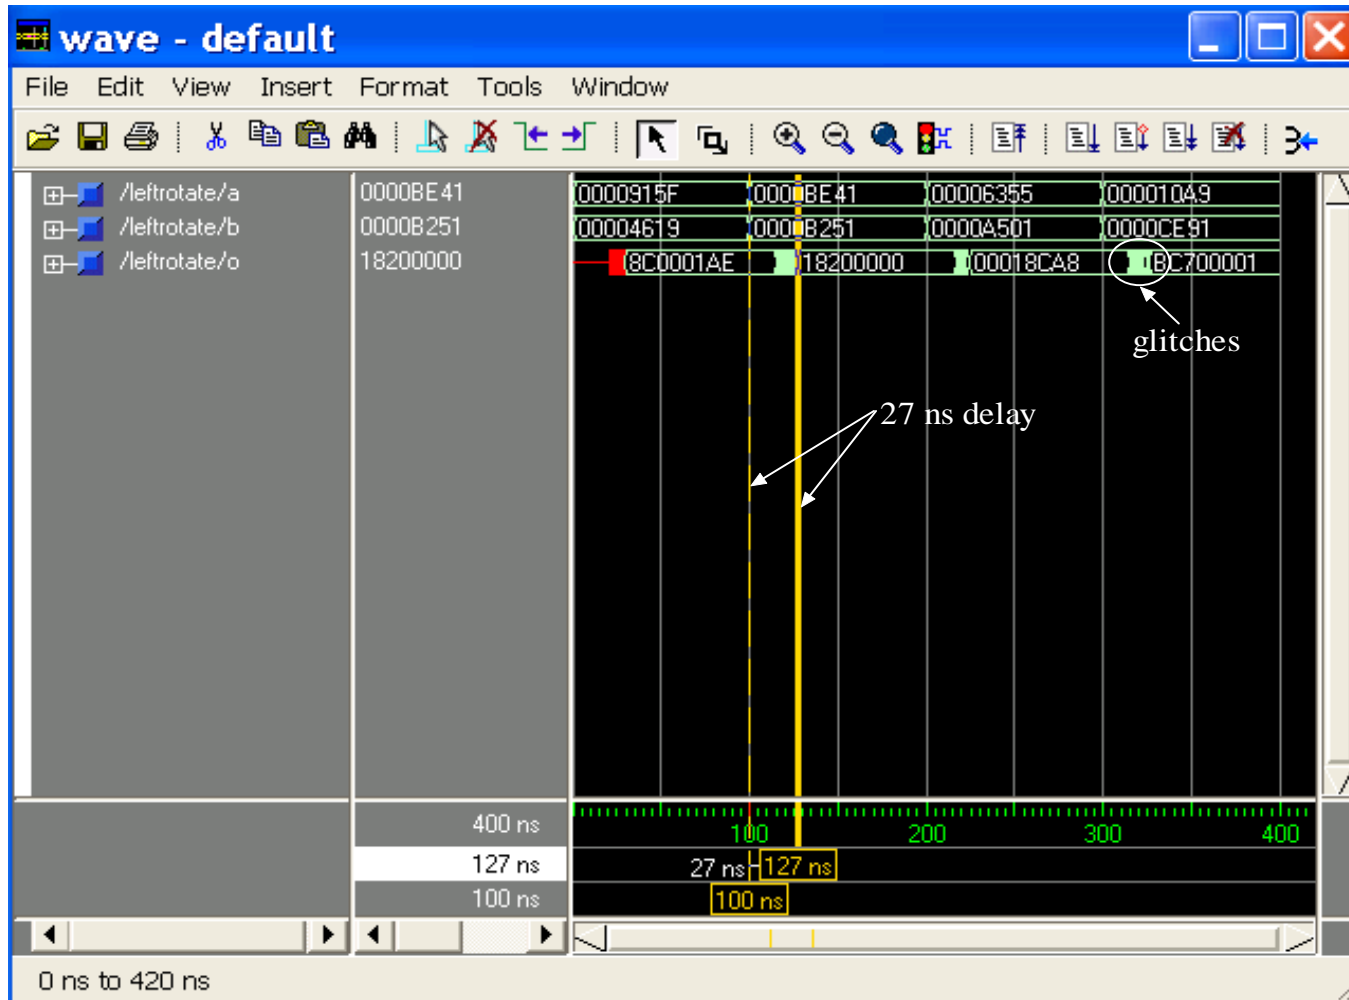 wave - default
File Edit View Insert Format Tools Window
/leftrotate/a 0000BE41 0000915F 0000BE41 00006355 000010A9
/leftrotate/b 0000B251 00004619 0000B251 0000A501 0000CE91
/leftrotate/o 18200000 8C0001AE 18200000 00018CA8 BC700001
glitches
27 ns delay
400 ns 100 200 300 400
127 ns 27 ns 127 ns
100 ns 100 ns
0 ns to 420 ns